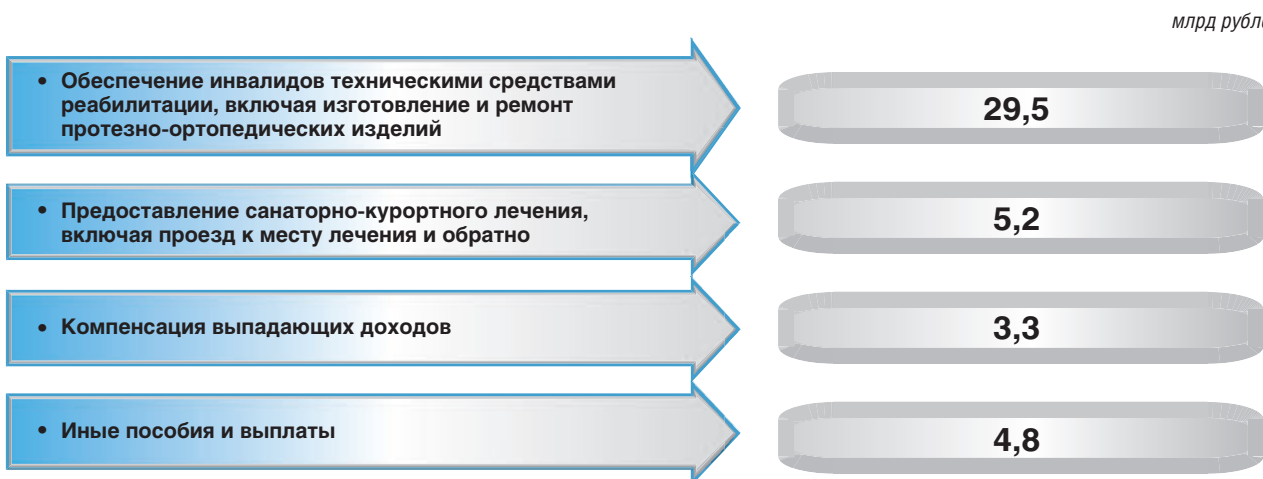 млрд рубле
• Обеспечение инвалидов техническими средствами
реабилитации, включая изготовление и ремонт
протезно-ортопедических изделий
29,5
• Предоставление санаторно-курортного лечения,
включая проезд к месту лечения и обратно
5,2
• Компенсация выпадающих доходов
3,3
• Иные пособия и выплаты
4,8